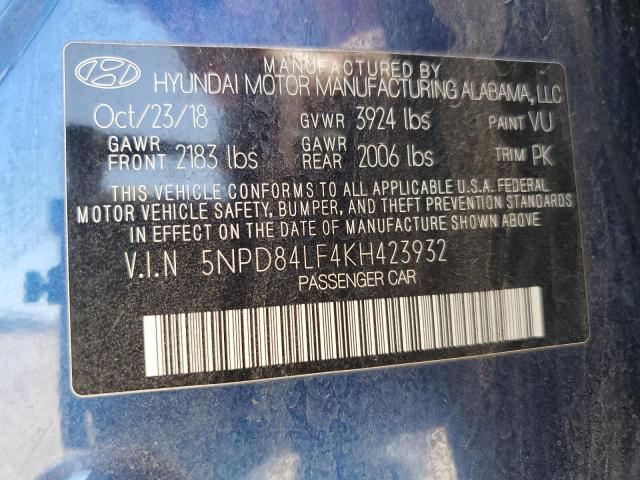 MANUFACTURED BY
HYUNDAI MOTOR MANUFACTURING ALABAMA, LLC
Oct/23/18 GVWR 3924 lbs PAINT VU
GAWR FRONT 2183 lbs GAWR REAR 2006 lbs TRIM PK
THIS VEHICLE CONFORMS TO ALL APPLICABLE U.S.A. FEDERAL
MOTOR VEHICLE SAFETY, BUMPER, AND THEFT PREVENTION STANDARDS
IN EFFECT ON THE DATE OF MANUFACTURE SHOWN ABOVE
V.I.N 5NPD84LF4KH423932
PASSENGER CAR